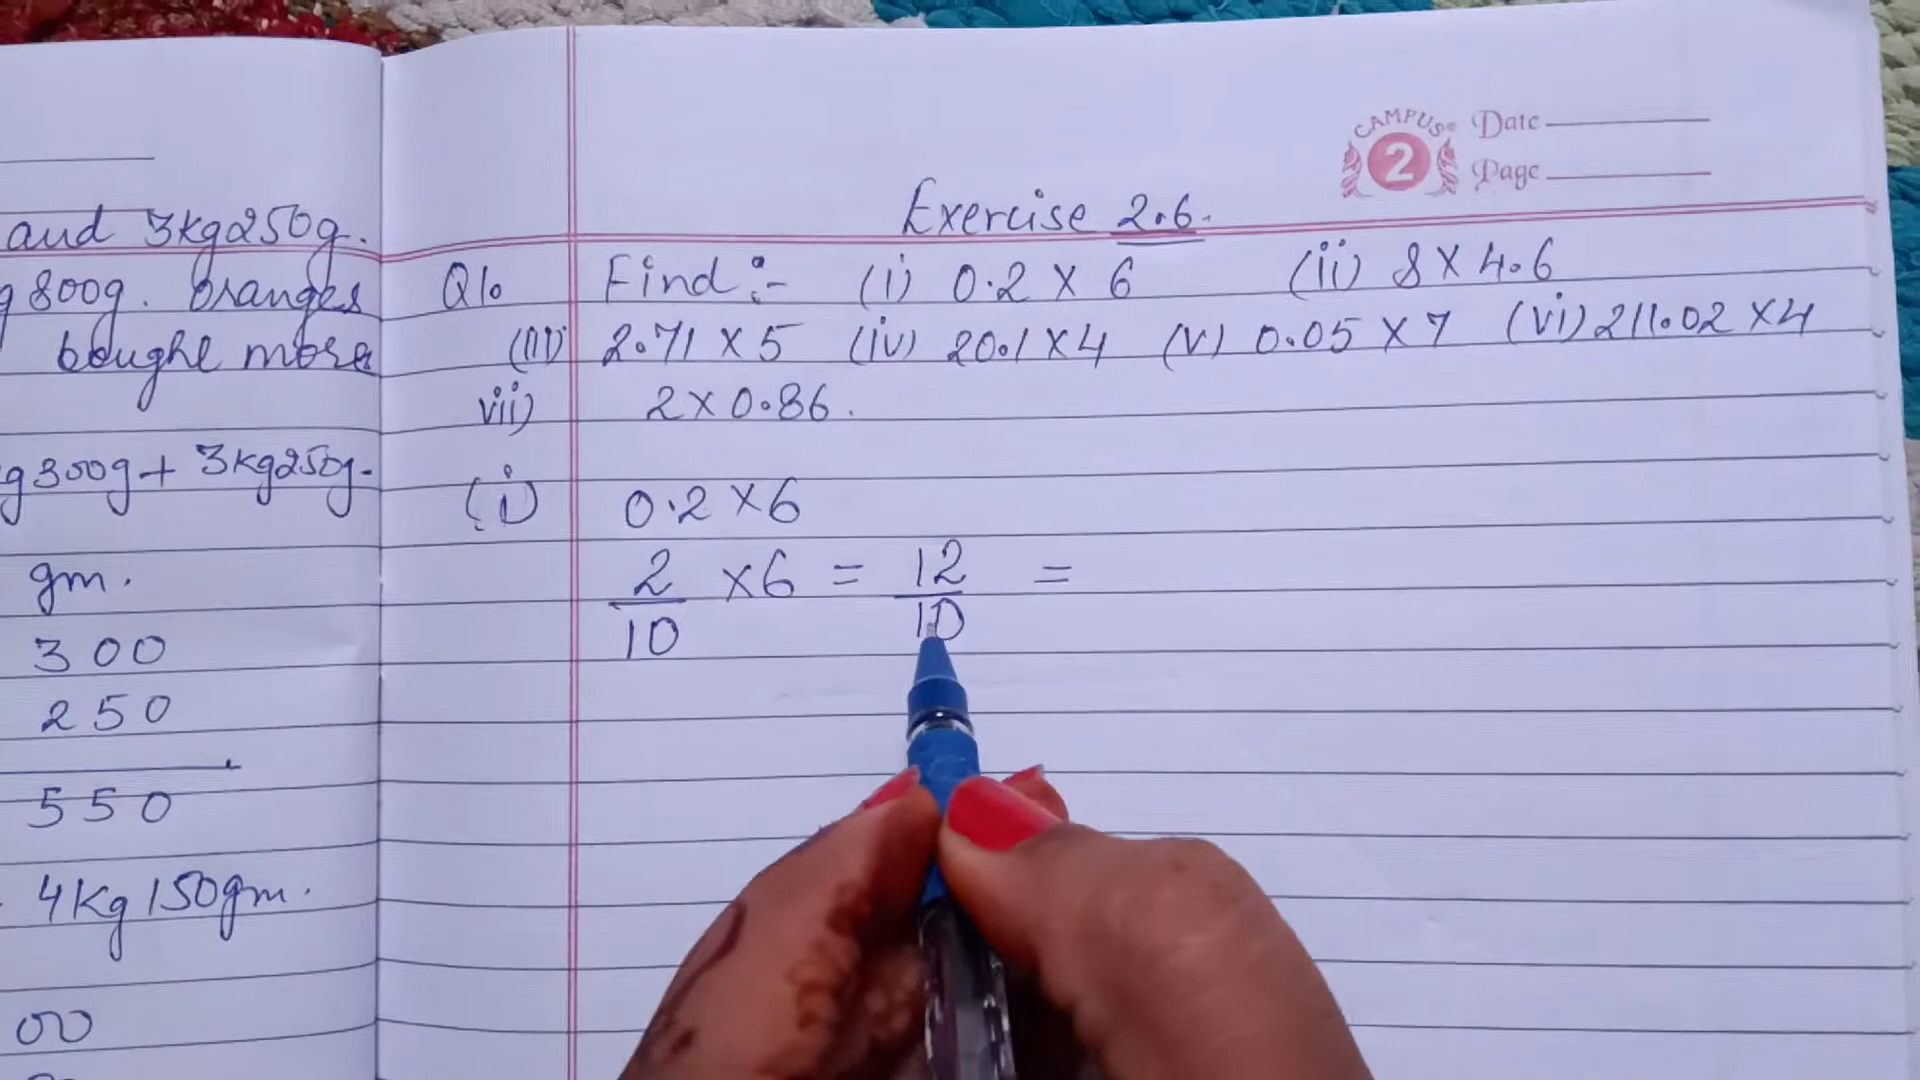 and 3kg250g.
g 800g. Oranges
bought more
g300g + 3kg250g.
gm.
300
250
550
4Kg 150gm.
00
CAMPUS
2
Date
Page
Exercise 2.6.
Q1. Find :- (i) 0.2 × 6 (ii) 8 × 4.6
(iii) 2.71 × 5 (iv) 20.1 × 4 (v) 0.05 × 7 (vi) 211.02 × 4
vii) 2 × 0.86.
(i) 0.2 × 6
2/10 × 6 = 12/10 =